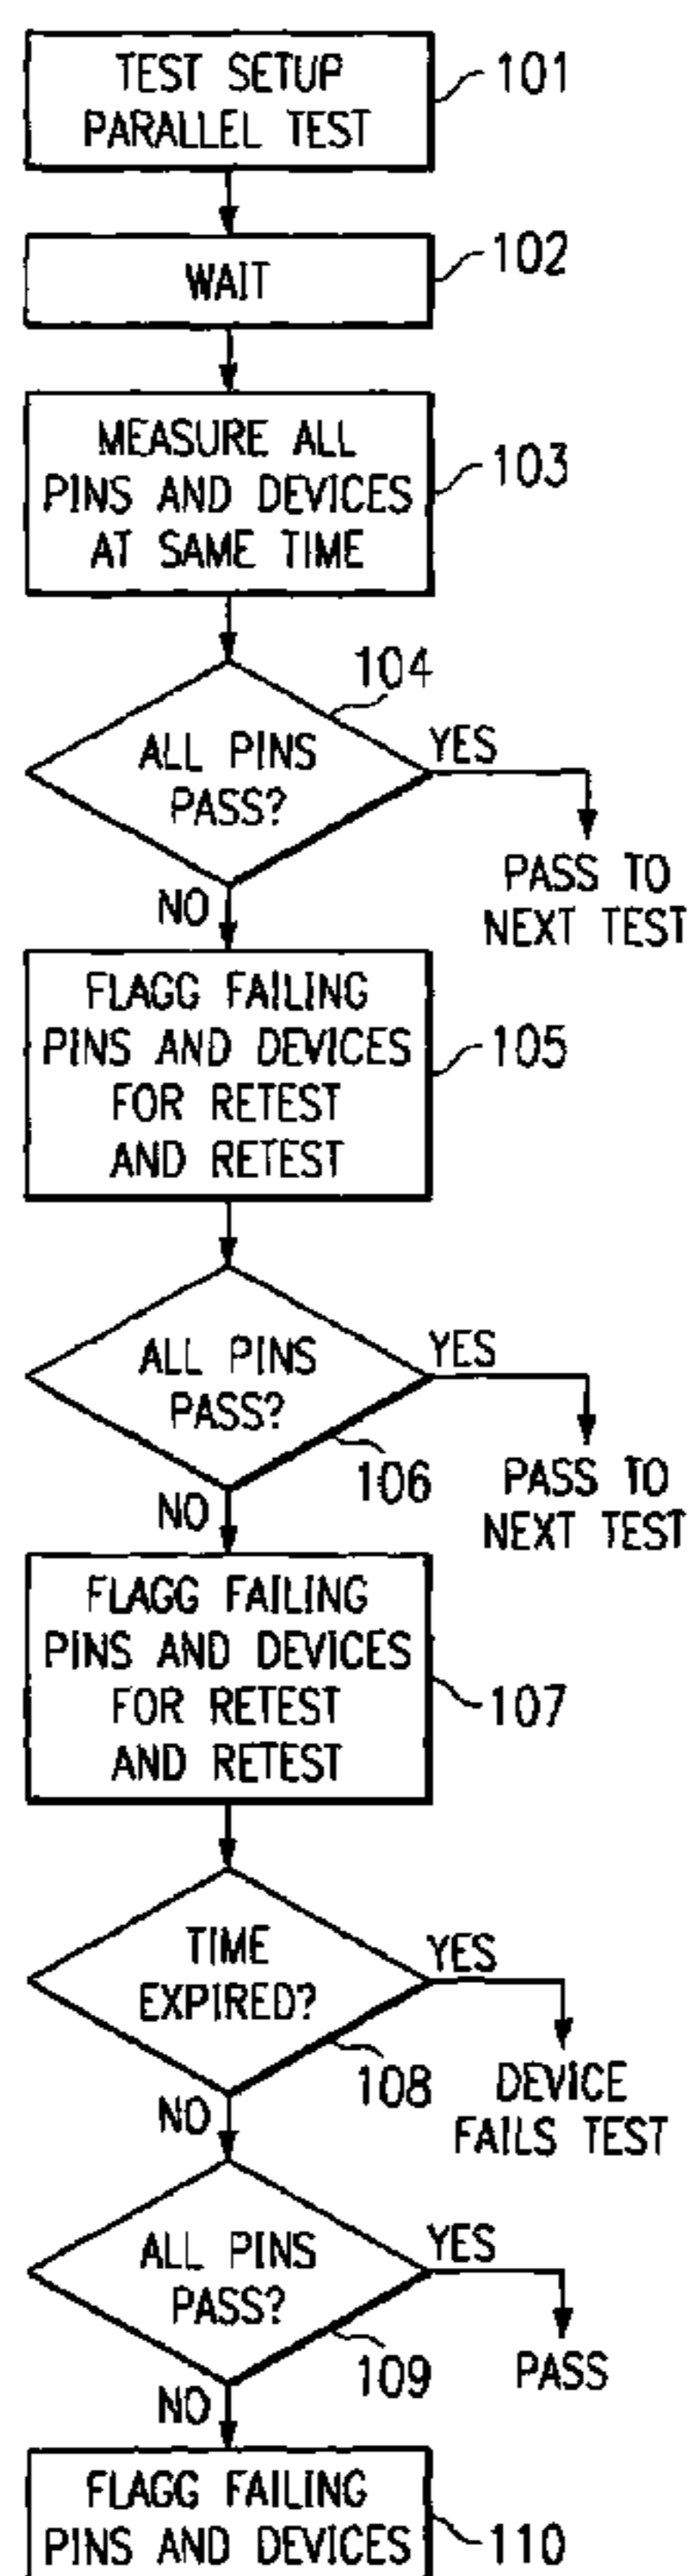 TEST SETUP
PARALLEL TEST
101
WAIT
102
MEASURE ALL
PINS AND DEVICES
AT SAME TIME
103
104
ALL PINS
PASS?
YES
PASS TO
NEXT TEST
NO
FLAGG FAILING
PINS AND DEVICES
FOR RETEST
AND RETEST
105
ALL PINS
PASS?
YES
106
PASS TO
NEXT TEST
NO
FLAGG FAILING
PINS AND DEVICES
FOR RETEST
AND RETEST
107
TIME
EXPIRED?
YES
108
DEVICE
FAILS TEST
NO
ALL PINS
PASS?
YES
109
PASS
NO
FLAGG FAILING
PINS AND DEVICES
110